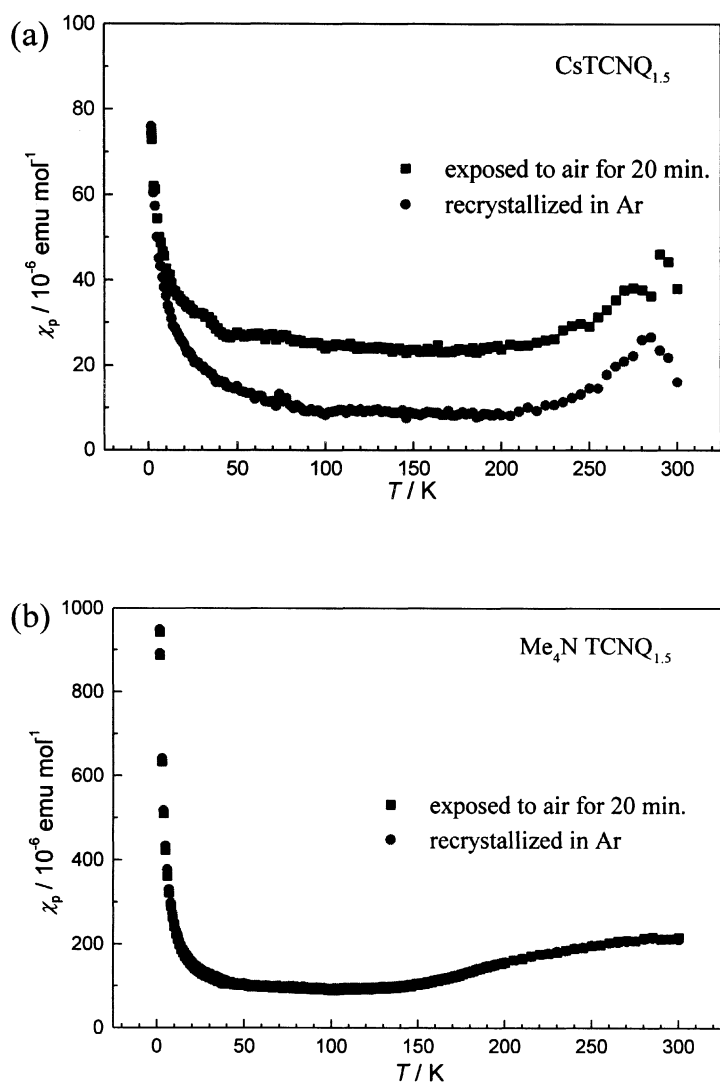 (a)
CsTCNQ1.5
exposed to air for 20 min.
recrystallized in Ar
χp / 10-6 emu mol-1
100
80
60
40
20
0
0 50 100 150 200 250 300
T / K
(b)
Me4N TCNQ1.5
exposed to air for 20 min.
recrystallized in Ar
χp / 10-6 emu mol-1
1000
800
600
400
200
0
0 50 100 150 200 250 300
T / K